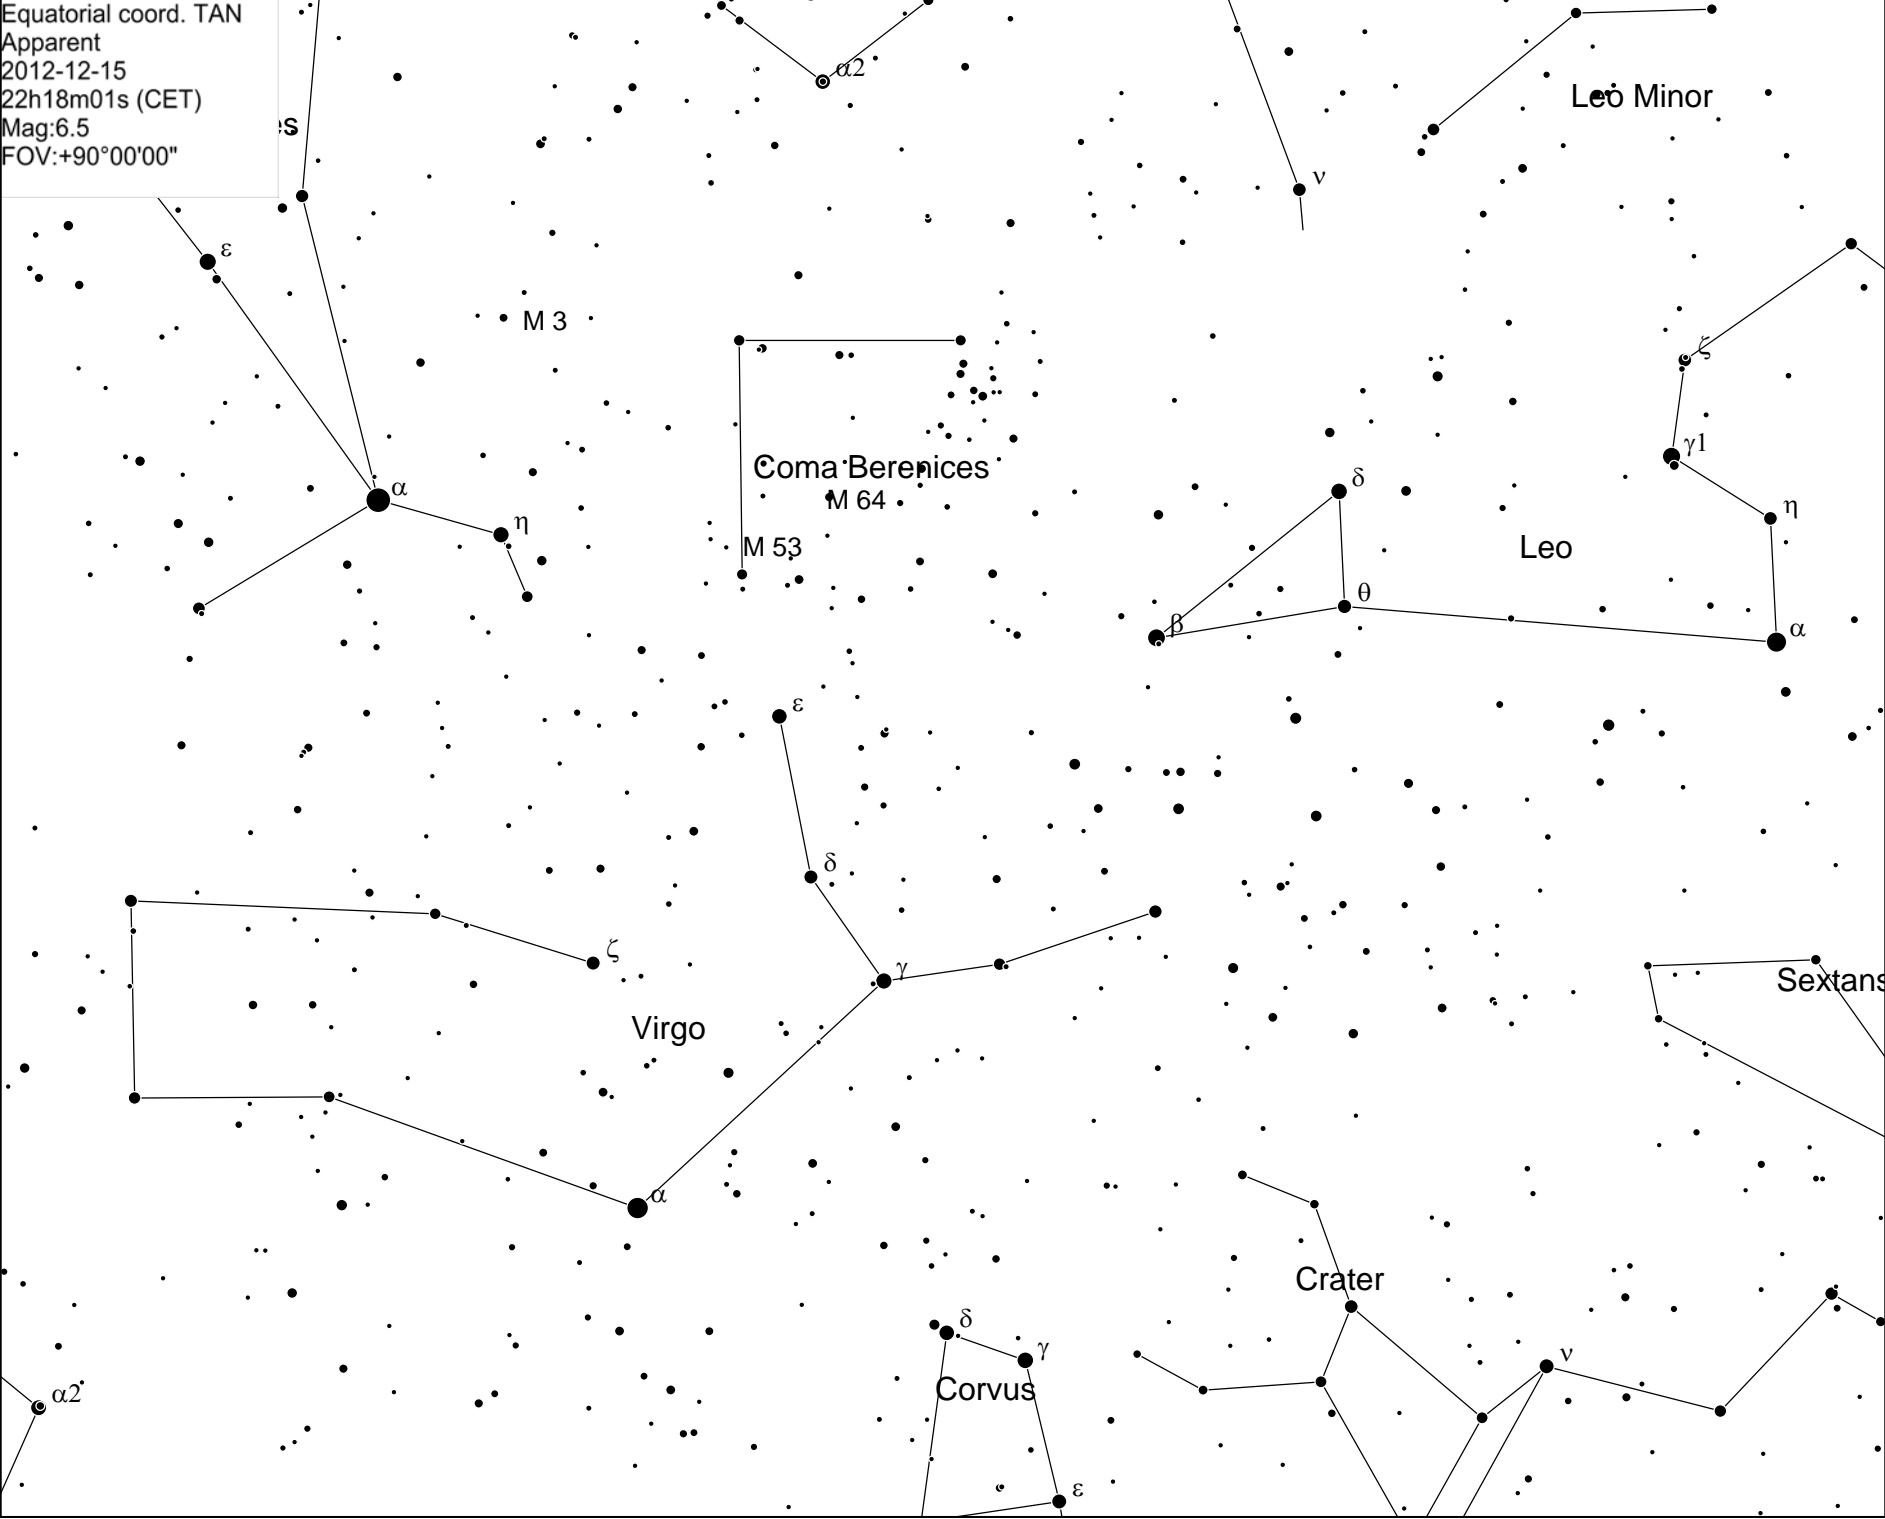 Equatorial coord. TAN
Apparent
2012-12-15
22h18m01s (CET)
Mag:6.5
FOV:+90°00'00"
es
α2
Leo Minor
ν
ε
M 3
ζ
γ1
Coma Berenices
δ
α
M 64
η
η
M 53
Leo
θ
β
α
ε
δ
ζ
γ
Sextans
Virgo
α
Crater
δ
γ
ν
Corvus
α2
ε